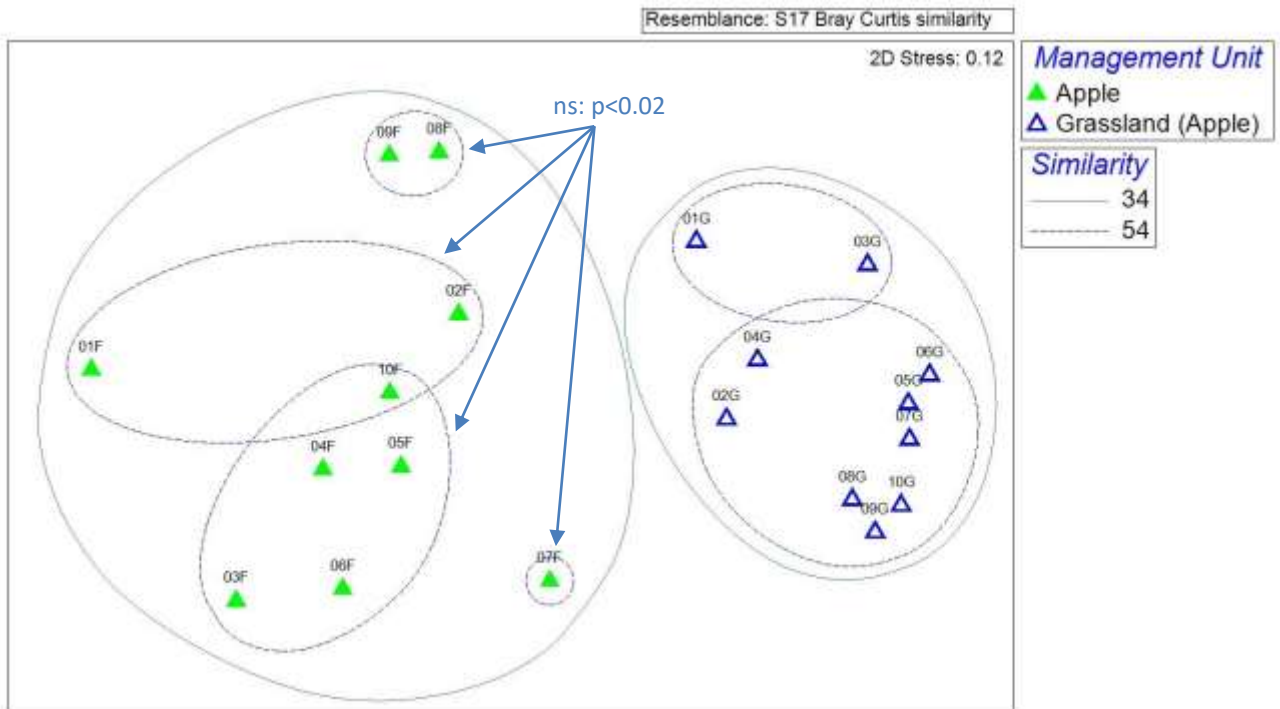 Resemblance: S17 Bray Curtis similarity
2D Stress: 0.12
Management Unit
Apple
Grassland (Apple)
Similarity
34
54
ns: p<0.02
09F
08F
01G
03G
02F
01F
04G
06G
10F
02G
05G
07G
04F
05F
08G
10G
09G
03F
06F
07F